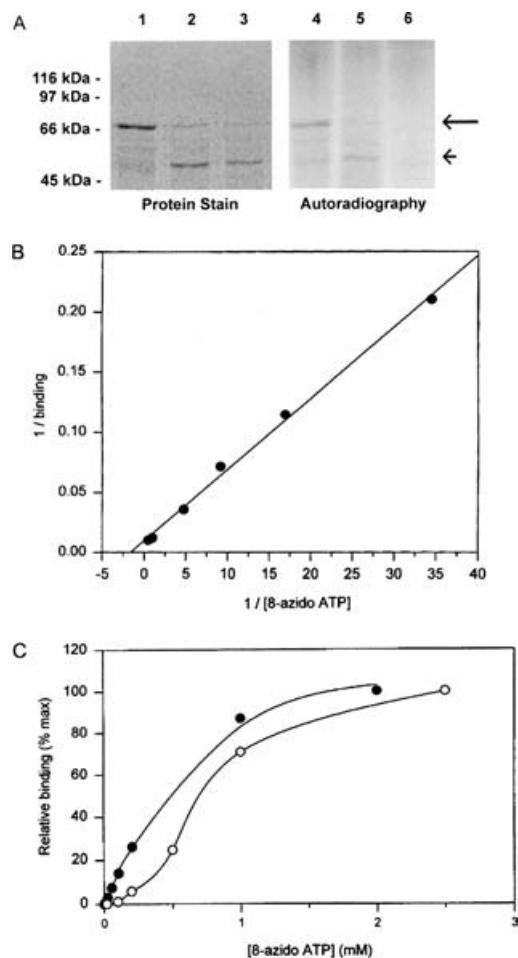 A
1 2 3 4 5 6
116 kDa -
97 kDa -
66 kDa -
45 kDa -
Protein Stain Autoradiography
B
0.25
0.20
0.15
0.10
0.05
0.00
1 / binding
-5 0 5 10 15 20 25 30 35 40
1 / [8-azido ATP]
C
120
100
80
60
40
20
0
Relative binding (% max)
0 1 2 3
[8-azido ATP] (mM)